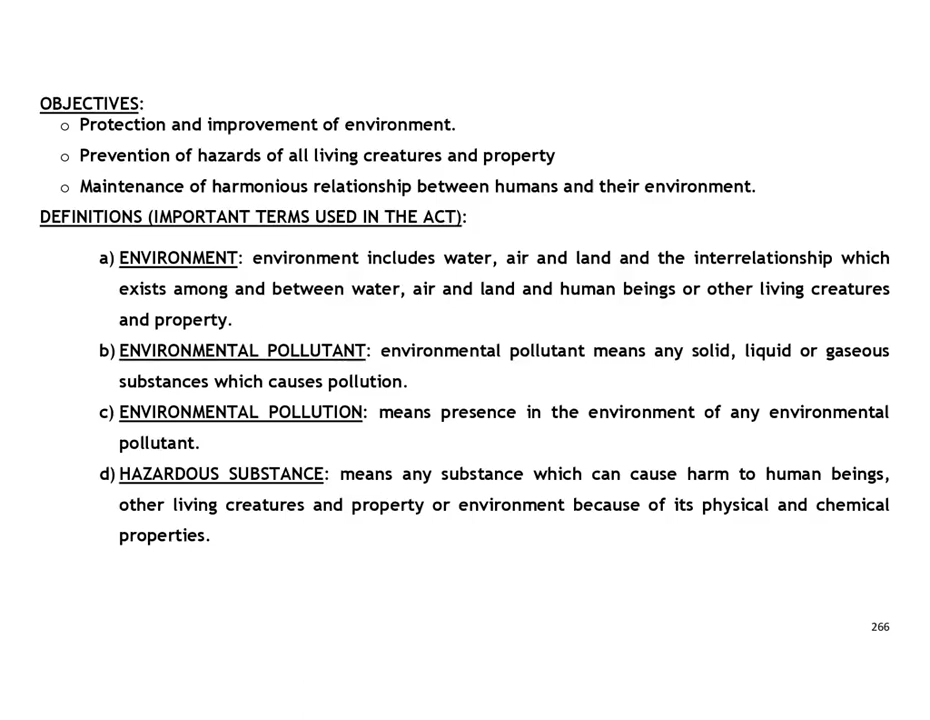 OBJECTIVES:
o Protection and improvement of environment.
o Prevention of hazards of all living creatures and property
o Maintenance of harmonious relationship between humans and their environment.
DEFINITIONS (IMPORTANT TERMS USED IN THE ACT):
a) ENVIRONMENT: environment includes water, air and land and the interrelationship which
exists among and between water, air and land and human beings or other living creatures
and property.
b) ENVIRONMENTAL POLLUTANT: environmental pollutant means any solid, liquid or gaseous
substances which causes pollution.
c) ENVIRONMENTAL POLLUTION: means presence in the environment of any environmental
pollutant.
d) HAZARDOUS SUBSTANCE: means any substance which can cause harm to human beings,
other living creatures and property or environment because of its physical and chemical
properties.
266